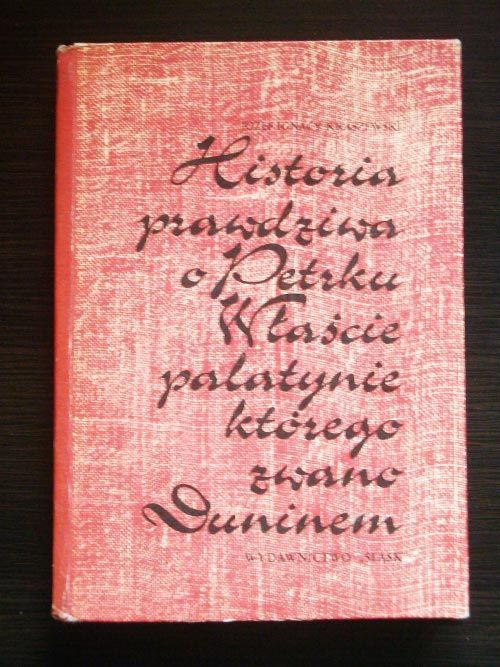 JÓZEF IGNACY KRASZEWSKI
Historia
prawdziwa
o Petrku
Właście
palatynie
którego
zwano
Duninem
WYDAWNICTWO „ŚLĄSK"